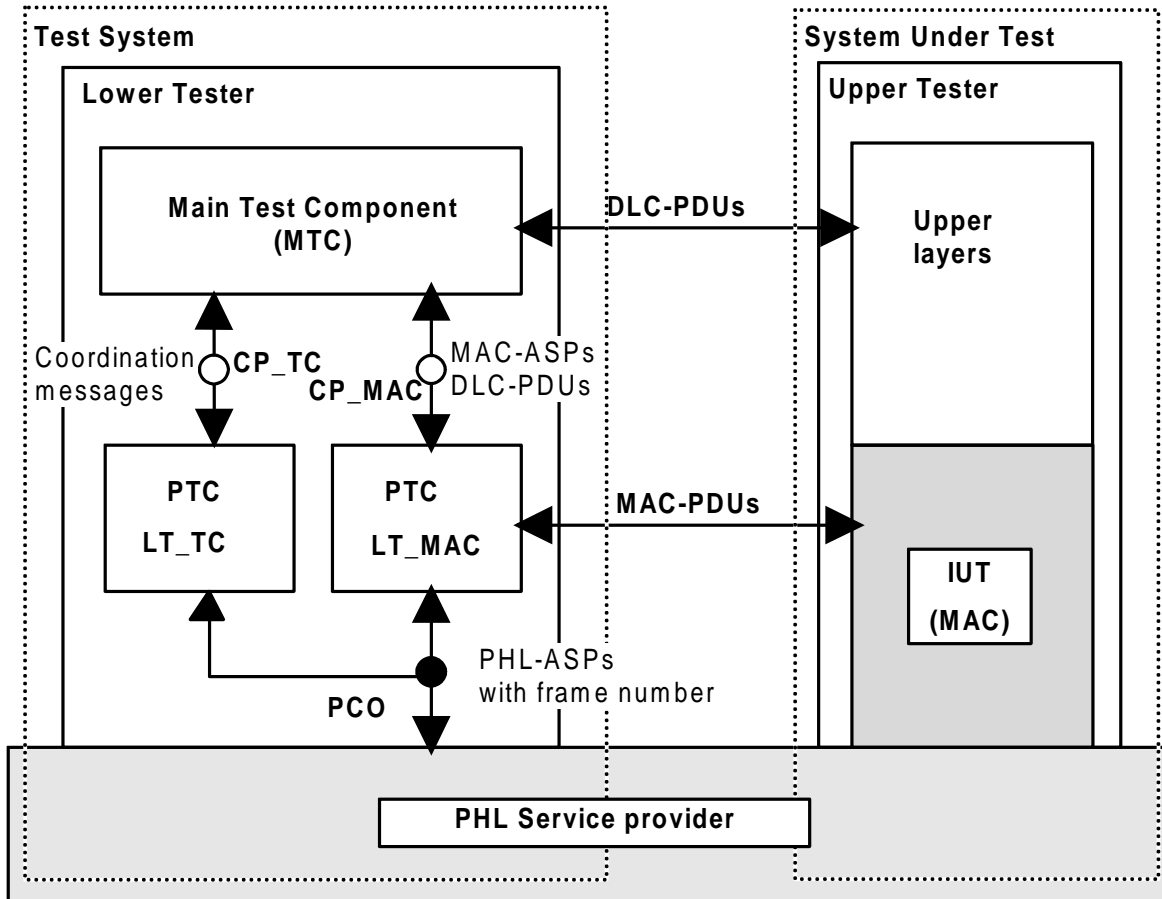 Test System
System Under Test
Lower Tester
Upper Tester
Main Test Component
(MTC)
DLC-PDUs
Upper
layers
Coordination
messages
CP_TC
CP_MAC
MAC-ASPs
DLC-PDUs
PTC
LT_TC
PTC
LT_MAC
MAC-PDUs
IUT
(MAC)
PHL-ASPs
with frame number
PCO
PHL Service provider